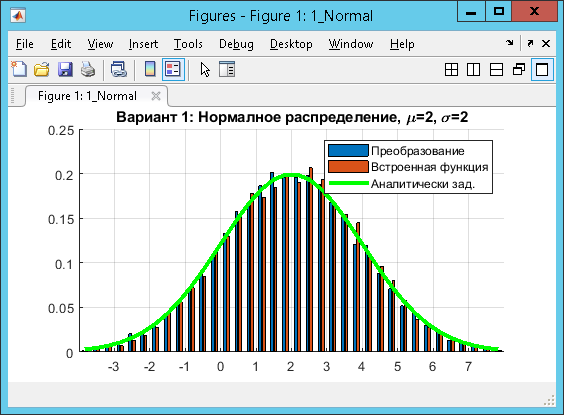 Figures - Figure 1: 1_Normal
File Edit View Insert Tools Debug Desktop Window Help
Figure 1: 1_Normal
Вариант 1: Нормалное распределение, μ=2, σ=2
0.25
0.2
0.15
0.1
0.05
0
Преобразование
Встроенная функция
Аналитически зад.
-3 -2 -1 0 1 2 3 4 5 6 7